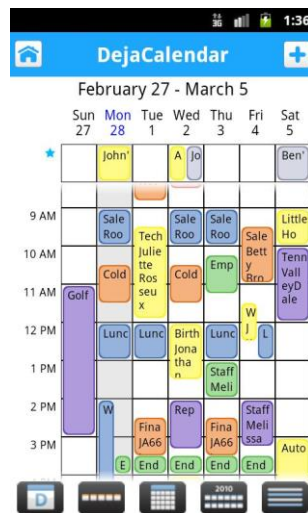 3G
1:36
DejaCalendar
February 27 - March 5
Sun Mon Tue Wed Thu Fri Sat
27 28 1 2 3 4 5
John' A Jo Ben'
9 AM
Sale Roo
Sale Roo
Sale Roo
Little Ho
Tech Juliette Rosseux
Sale Betty Bro
10 AM
Cold
Cold
Emp
Tenn Vall eyD ale
11 AM
Golf
W J
12 PM
Lunc
Lunc
Birth Jona tha n
Lunc
L
1 PM
Staff Meli
2 PM
W
Rep
Staff Meli ssa
Fina JA66
Fina JA66
3 PM
Auto
E End End End End
D
2010